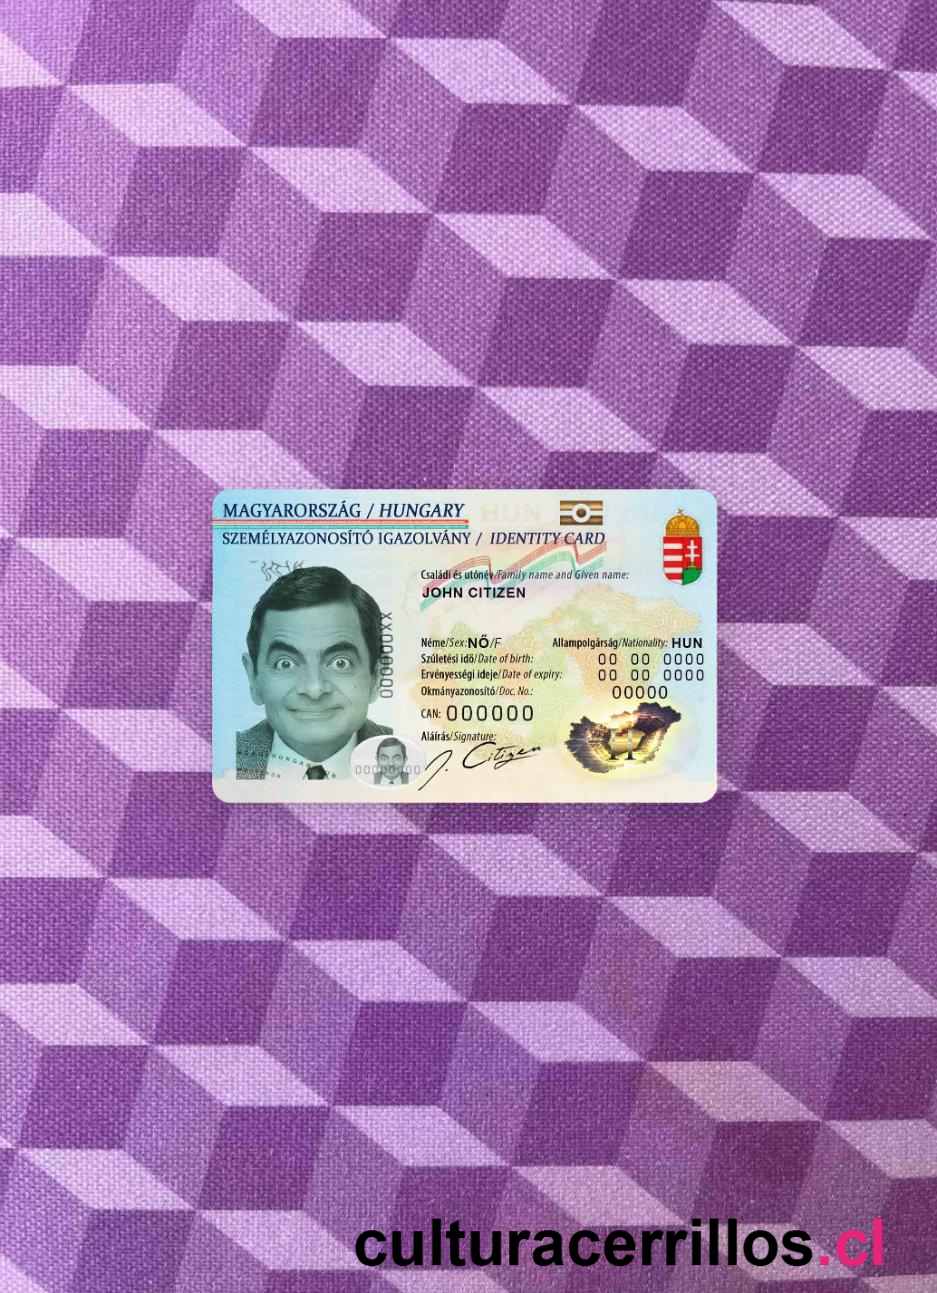 MAGYARORSZÁG / HUNGARY
HUN
SZEMÉLYAZONOSÍTÓ IGAZOLVÁNY / IDENTITY CARD
Családi és utónév/Family name and Given name:
JOHN CITIZEN
000000XX
Néme/Sex:NŐ/F Állampolgárság/Nationality: HUN
Születési idő/Date of birth: 00 00 0000
Érvényességi ideje/Date of expiry: 00 00 0000
Okmányazonosító/Doc. No.: 00000
CAN: 000000
Aláírás/Signature:
J. Citizen
H
culturacerrillos.cl